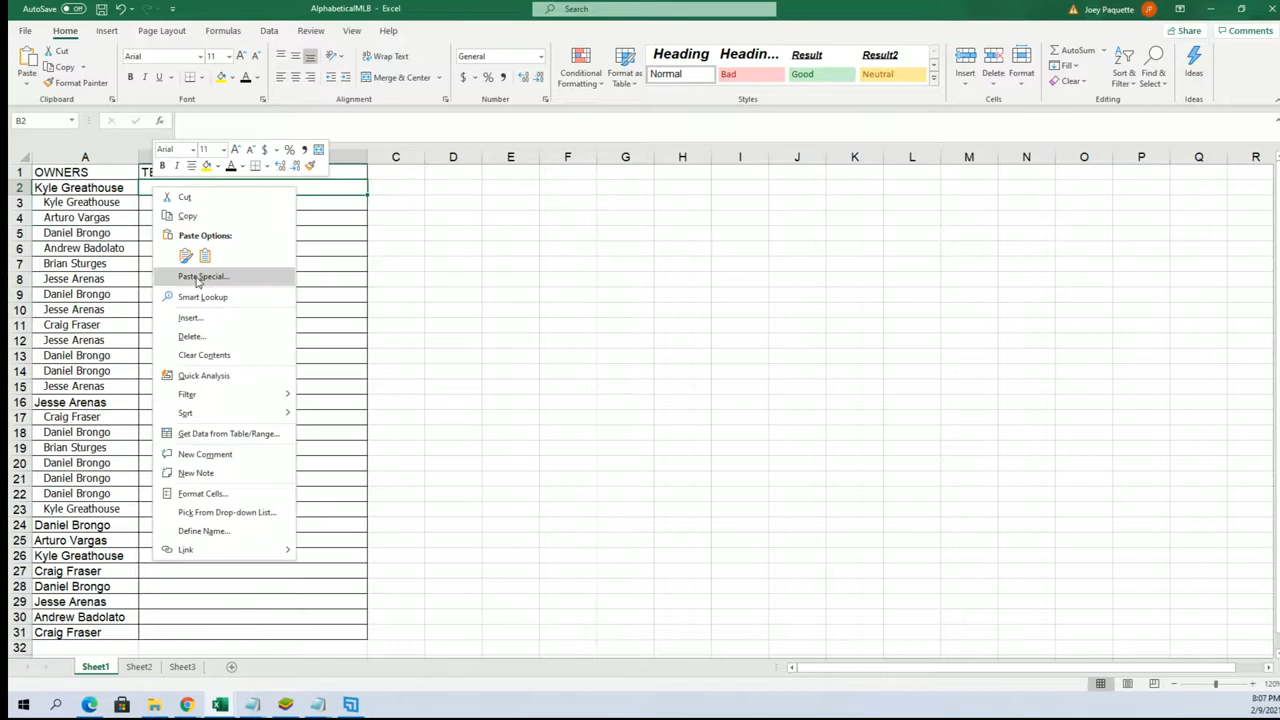 AutoSave Off AlphabeticalMLB - Excel Search Joey Paquette JP
File Home Insert Page Layout Formulas Data Review View Help Share Comments
Cut
Copy
Format Painter
Paste
Clipboard
Arial 11
B I U
Font
Wrap Text
Merge & Center
Alignment
General
$ % 9
Number
Conditional Formatting
Format as Table
Heading Headin... Result Result2
Normal Bad Good Neutral
Styles
Insert Delete Format
Cells
AutoSum
Fill
Clear
Sort & Filter
Find & Select
Editing
Ideas
Ideas
B2
Arial 11 A A $ % 9
B I A
A C D E F G H I J K L M N O P Q R
1 OWNERS TE
2 Kyle Greathouse
3 Kyle Greathouse
4 Arturo Vargas
5 Daniel Brongo
6 Andrew Badolato
7 Brian Sturges
8 Jesse Arenas
9 Daniel Brongo
10 Jesse Arenas
11 Craig Fraser
12 Jesse Arenas
13 Daniel Brongo
14 Daniel Brongo
15 Jesse Arenas
16 Jesse Arenas
17 Craig Fraser
18 Daniel Brongo
19 Brian Sturges
20 Daniel Brongo
21 Daniel Brongo
22 Daniel Brongo
23 Kyle Greathouse
24 Daniel Brongo
25 Arturo Vargas
26 Kyle Greathouse
27 Craig Fraser
28 Daniel Brongo
29 Jesse Arenas
30 Andrew Badolato
31 Craig Fraser
32
Cut
Copy
Paste Options:
Paste Special...
Smart Lookup
Insert...
Delete...
Clear Contents
Quick Analysis
Filter
Sort
Get Data from Table/Range...
New Comment
New Note
Format Cells...
Pick From Drop-down List...
Define Name...
Link
Sheet1 Sheet2 Sheet3
120%
8:07 PM